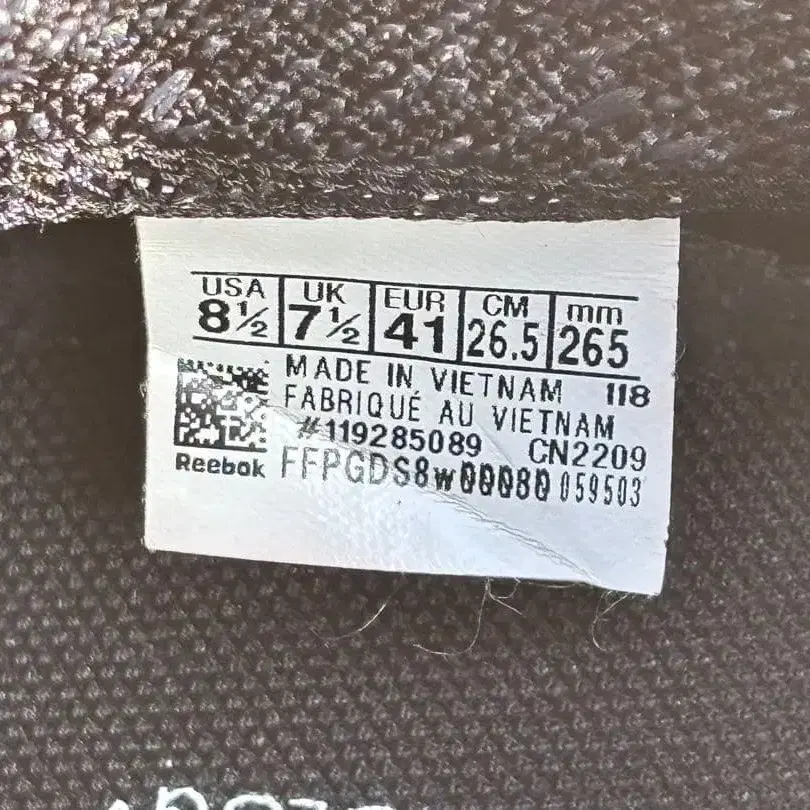 USA UK EUR CM mm
8½ 7½ 41 26.5 265
MADE IN VIETNAM 118
FABRIQUÉ AU VIETNAM
#119285089 CN2209
Reebok FFPGDS8w00080 059503